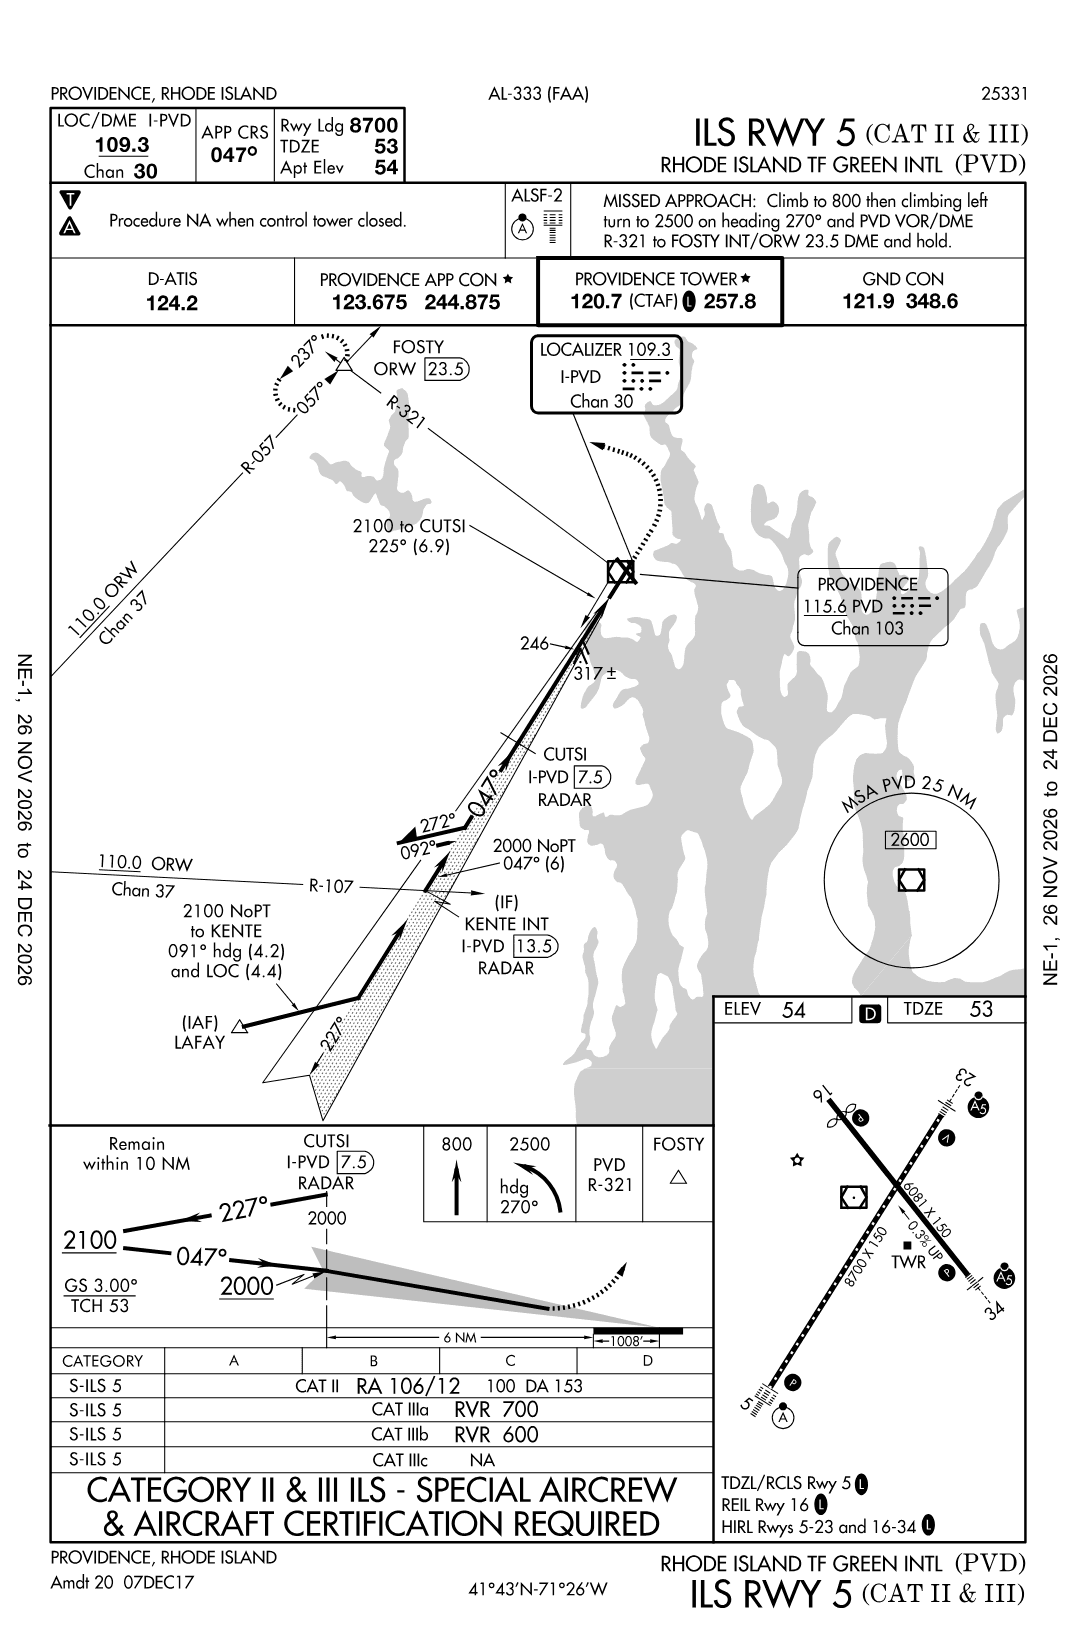 PROVIDENCE, RHODE ISLAND
AL-333 (FAA)
25331
LOC/DME I-PVD
109.3
Chan 30
APP CRS
047°
Rwy Ldg 8700
TDZE 53
Apt Elev 54
ILS RWY 5 (CAT II & III)
RHODE ISLAND TF GREEN INTL (PVD)
T
A
Procedure NA when control tower closed.
ALSF-2
A
MISSED APPROACH: Climb to 800 then climbing left
turn to 2500 on heading 270° and PVD VOR/DME
R-321 to FOSTY INT/ORW 23.5 DME and hold.
D-ATIS
124.2
PROVIDENCE APP CON ★
123.675 244.875
PROVIDENCE TOWER ★
120.7 (CTAF) L 257.8
GND CON
121.9 348.6
237°
057°
FOSTY
ORW 23.5
R-321
R-057
LOCALIZER 109.3
I-PVD
Chan 30
2100 to CUTSI
225° (6.9)
110.0 ORW
Chan 37
PROVIDENCE
115.6 PVD
Chan 103
246
317 ±
CUTSI
I-PVD 7.5
RADAR
047°
272°
092°
2000 NoPT
047° (6)
110.0 ORW
Chan 37
R-107
(IF)
KENTE INT
I-PVD 13.5
RADAR
2100 NoPT
to KENTE
091° hdg (4.2)
and LOC (4.4)
(IAF)
LAFAY
227°
MSA PVD 25 NM
2600
NE-1, 26 NOV 2026 to 24 DEC 2026
NE-1, 26 NOV 2026 to 24 DEC 2026
ELEV 54
D
TDZE 53
16
23
A5
P
V
6081 X 150
0.3% UP
8700 X 150
TWR
P
A5
34
P
5
A
TDZL/RCLS Rwy 5 L
REIL Rwy 16 L
HIRL Rwys 5-23 and 16-34 L
Remain
within 10 NM
CUTSI
I-PVD 7.5
RADAR
2000
227°
2100
047°
2000
GS 3.00°
TCH 53
6 NM
1008'
800
2500
hdg
270°
PVD
R-321
FOSTY
CATEGORY A B C D
S-ILS 5 CAT II RA 106/12 100 DA 153
S-ILS 5 CAT IIIa RVR 700
S-ILS 5 CAT IIIb RVR 600
S-ILS 5 CAT IIIc NA
CATEGORY II & III ILS - SPECIAL AIRCREW
& AIRCRAFT CERTIFICATION REQUIRED
PROVIDENCE, RHODE ISLAND
Amdt 20 07DEC17
41°43'N-71°26'W
RHODE ISLAND TF GREEN INTL (PVD)
ILS RWY 5 (CAT II & III)